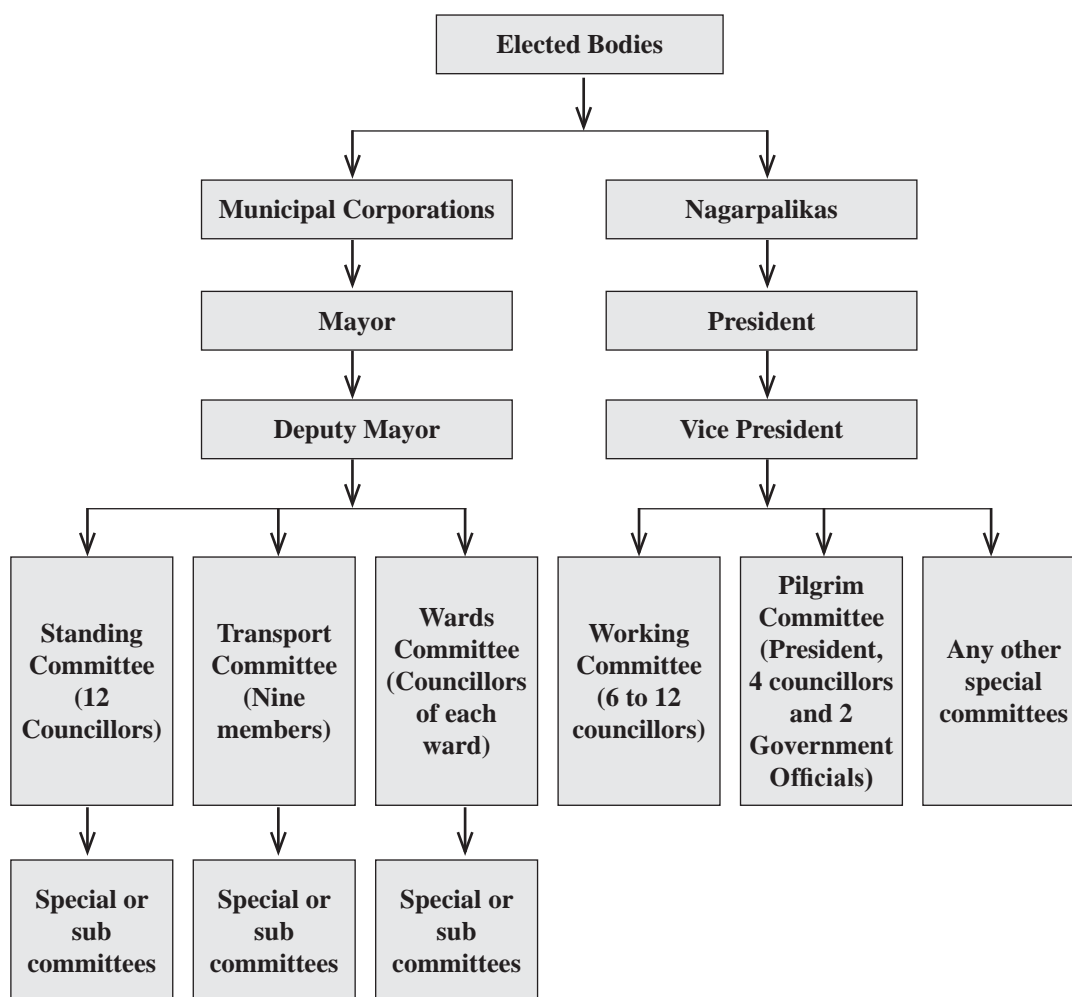 Elected Bodies
Municipal Corporations
Nagarpalikas
Mayor
President
Deputy Mayor
Vice President
Standing
Committee
(12
Councillors)
Transport
Committee
(Nine
members)
Wards
Committee
(Councillors
of each
ward)
Working
Committee
(6 to 12
councillors)
Pilgrim
Committee
(President,
4 councillors
and 2
Government
Officials)
Any other
special
committees
Special or
sub
committees
Special or
sub
committees
Special or
sub
committees